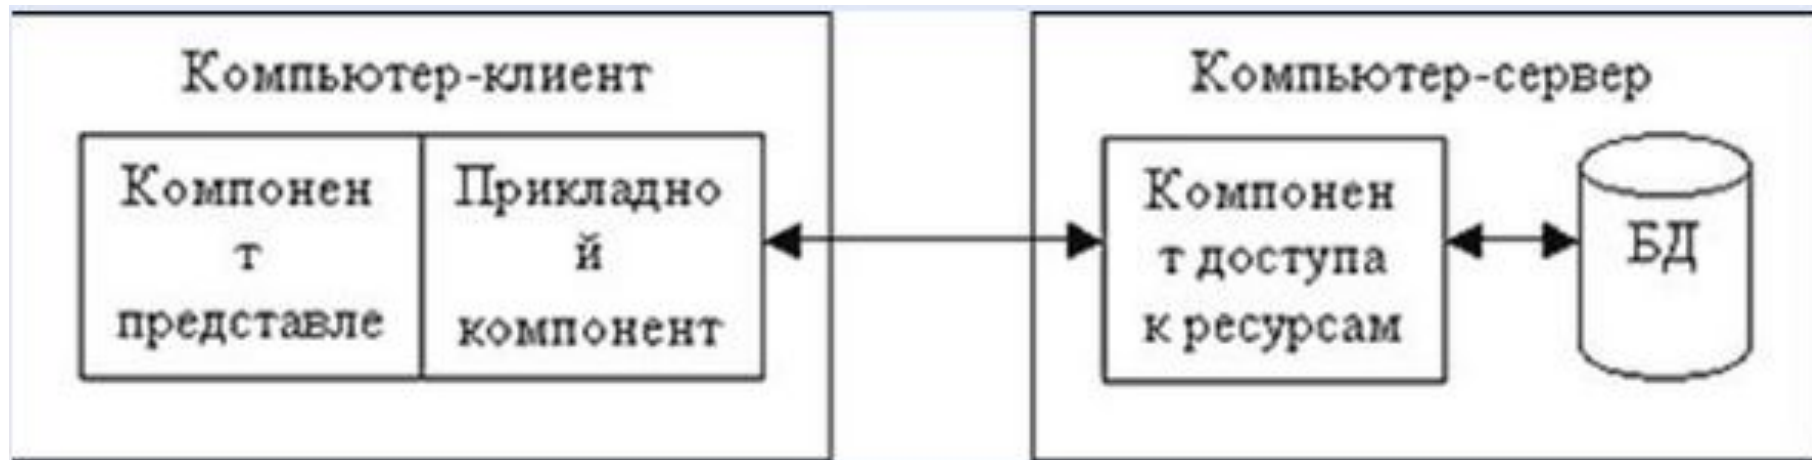 Компьютер-клиент
Компонен
т
представле
Прикладно
й
компонент
Компьютер-сервер
Компонен
т доступа
к ресурсам
БД